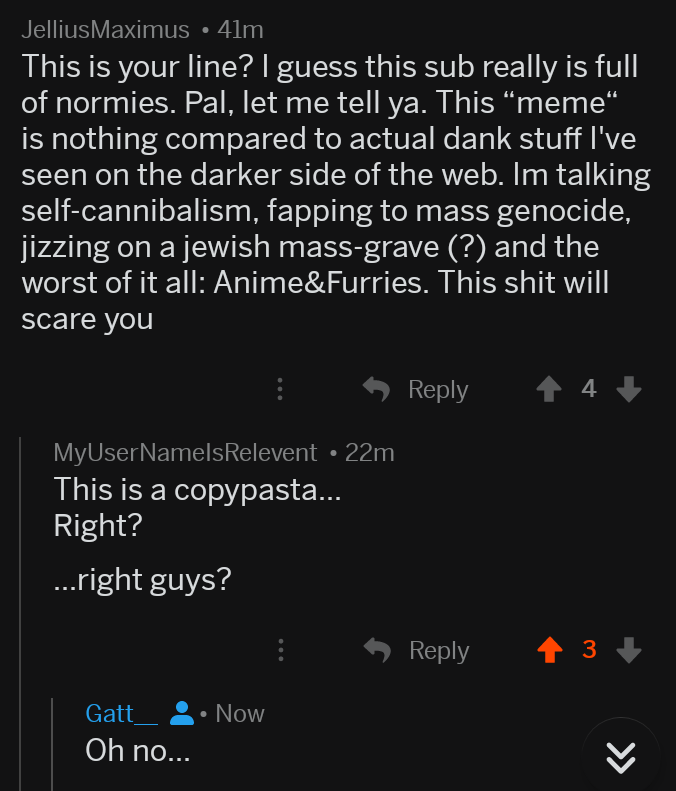 JelliusMaximus • 41m
This is your line? I guess this sub really is full
of normies. Pal, let me tell ya. This “meme“
is nothing compared to actual dank stuff I've
seen on the darker side of the web. Im talking
self-cannibalism, fapping to mass genocide,
jizzing on a jewish mass-grave (?) and the
worst of it all: Anime&Furries. This shit will
scare you
Reply 4
MyUserNameIsRelevent • 22m
This is a copypasta...
Right?
...right guys?
Reply 3
Gatt__ • Now
Oh no...